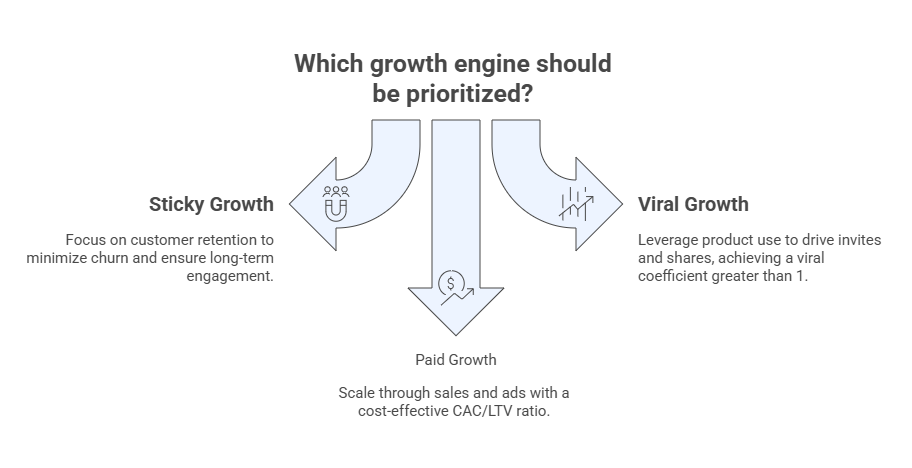 Which growth engine should
be prioritized?
Sticky Growth
Focus on customer retention to
minimize churn and ensure long-term
engagement.
Viral Growth
Leverage product use to drive invites
and shares, achieving a viral
coefficient greater than 1.
$
Paid Growth
Scale through sales and ads with a
cost-effective CAC/LTV ratio.